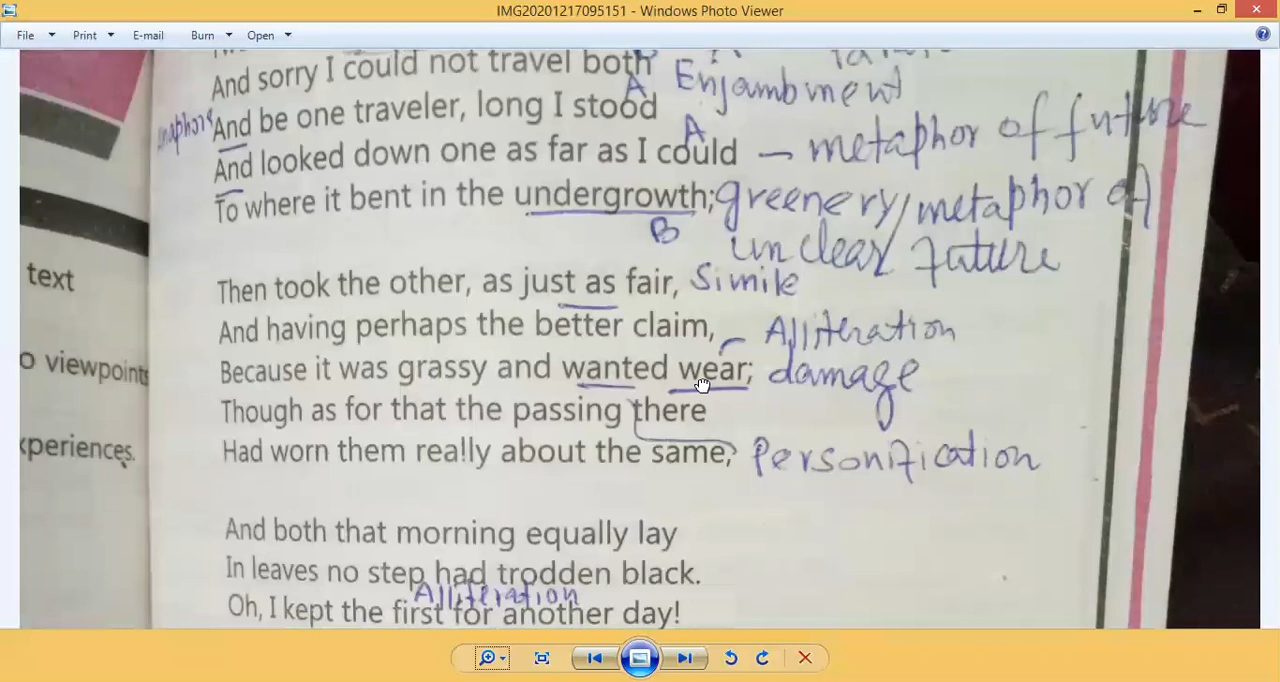 IMG20201217095151 - Windows Photo Viewer
File Print E-mail Burn Open
And sorry I could not travel both
A Enjambment
Anaphora And be one traveler, long I stood
A
And looked down one as far as I could - metaphor of future
To where it bent in the undergrowth; greenery/metaphor of
B unclear future
text
Then took the other, as just as fair, Simile
And having perhaps the better claim, Alliteration
o viewpoints
Because it was grassy and wanted wear; damage
Though as for that the passing there
xperiences.
Had worn them really about the same, Personification
And both that morning equally lay
In leaves no step had trodden black.
Alliteration
Oh, I kept the first for another day!